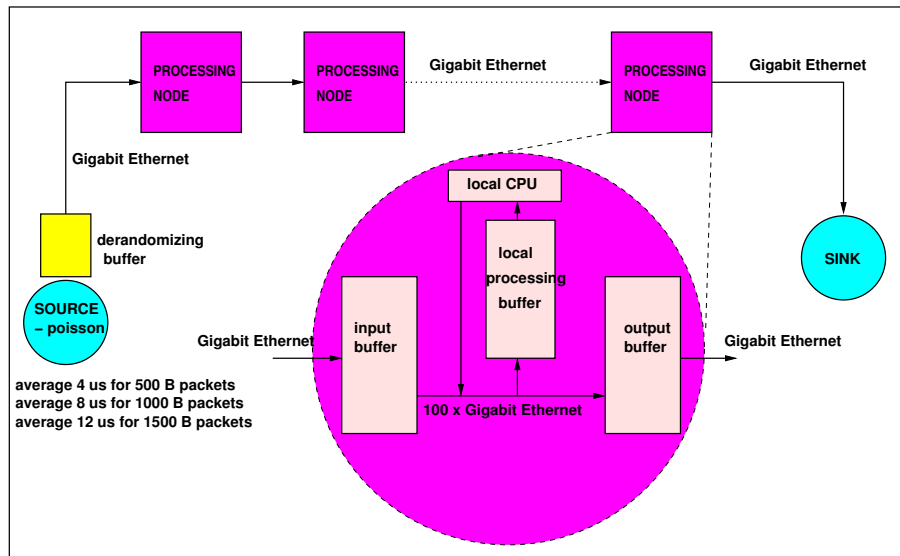 PROCESSING
NODE
PROCESSING
NODE
Gigabit Ethernet
PROCESSING
NODE
Gigabit Ethernet
Gigabit Ethernet
derandomizing
buffer
SOURCE
– poisson
average 4 us for 500 B packets
average 8 us for 1000 B packets
average 12 us for 1500 B packets
local CPU
local
processing
buffer
input
buffer
output
buffer
Gigabit Ethernet
100 x Gigabit Ethernet
Gigabit Ethernet
SINK